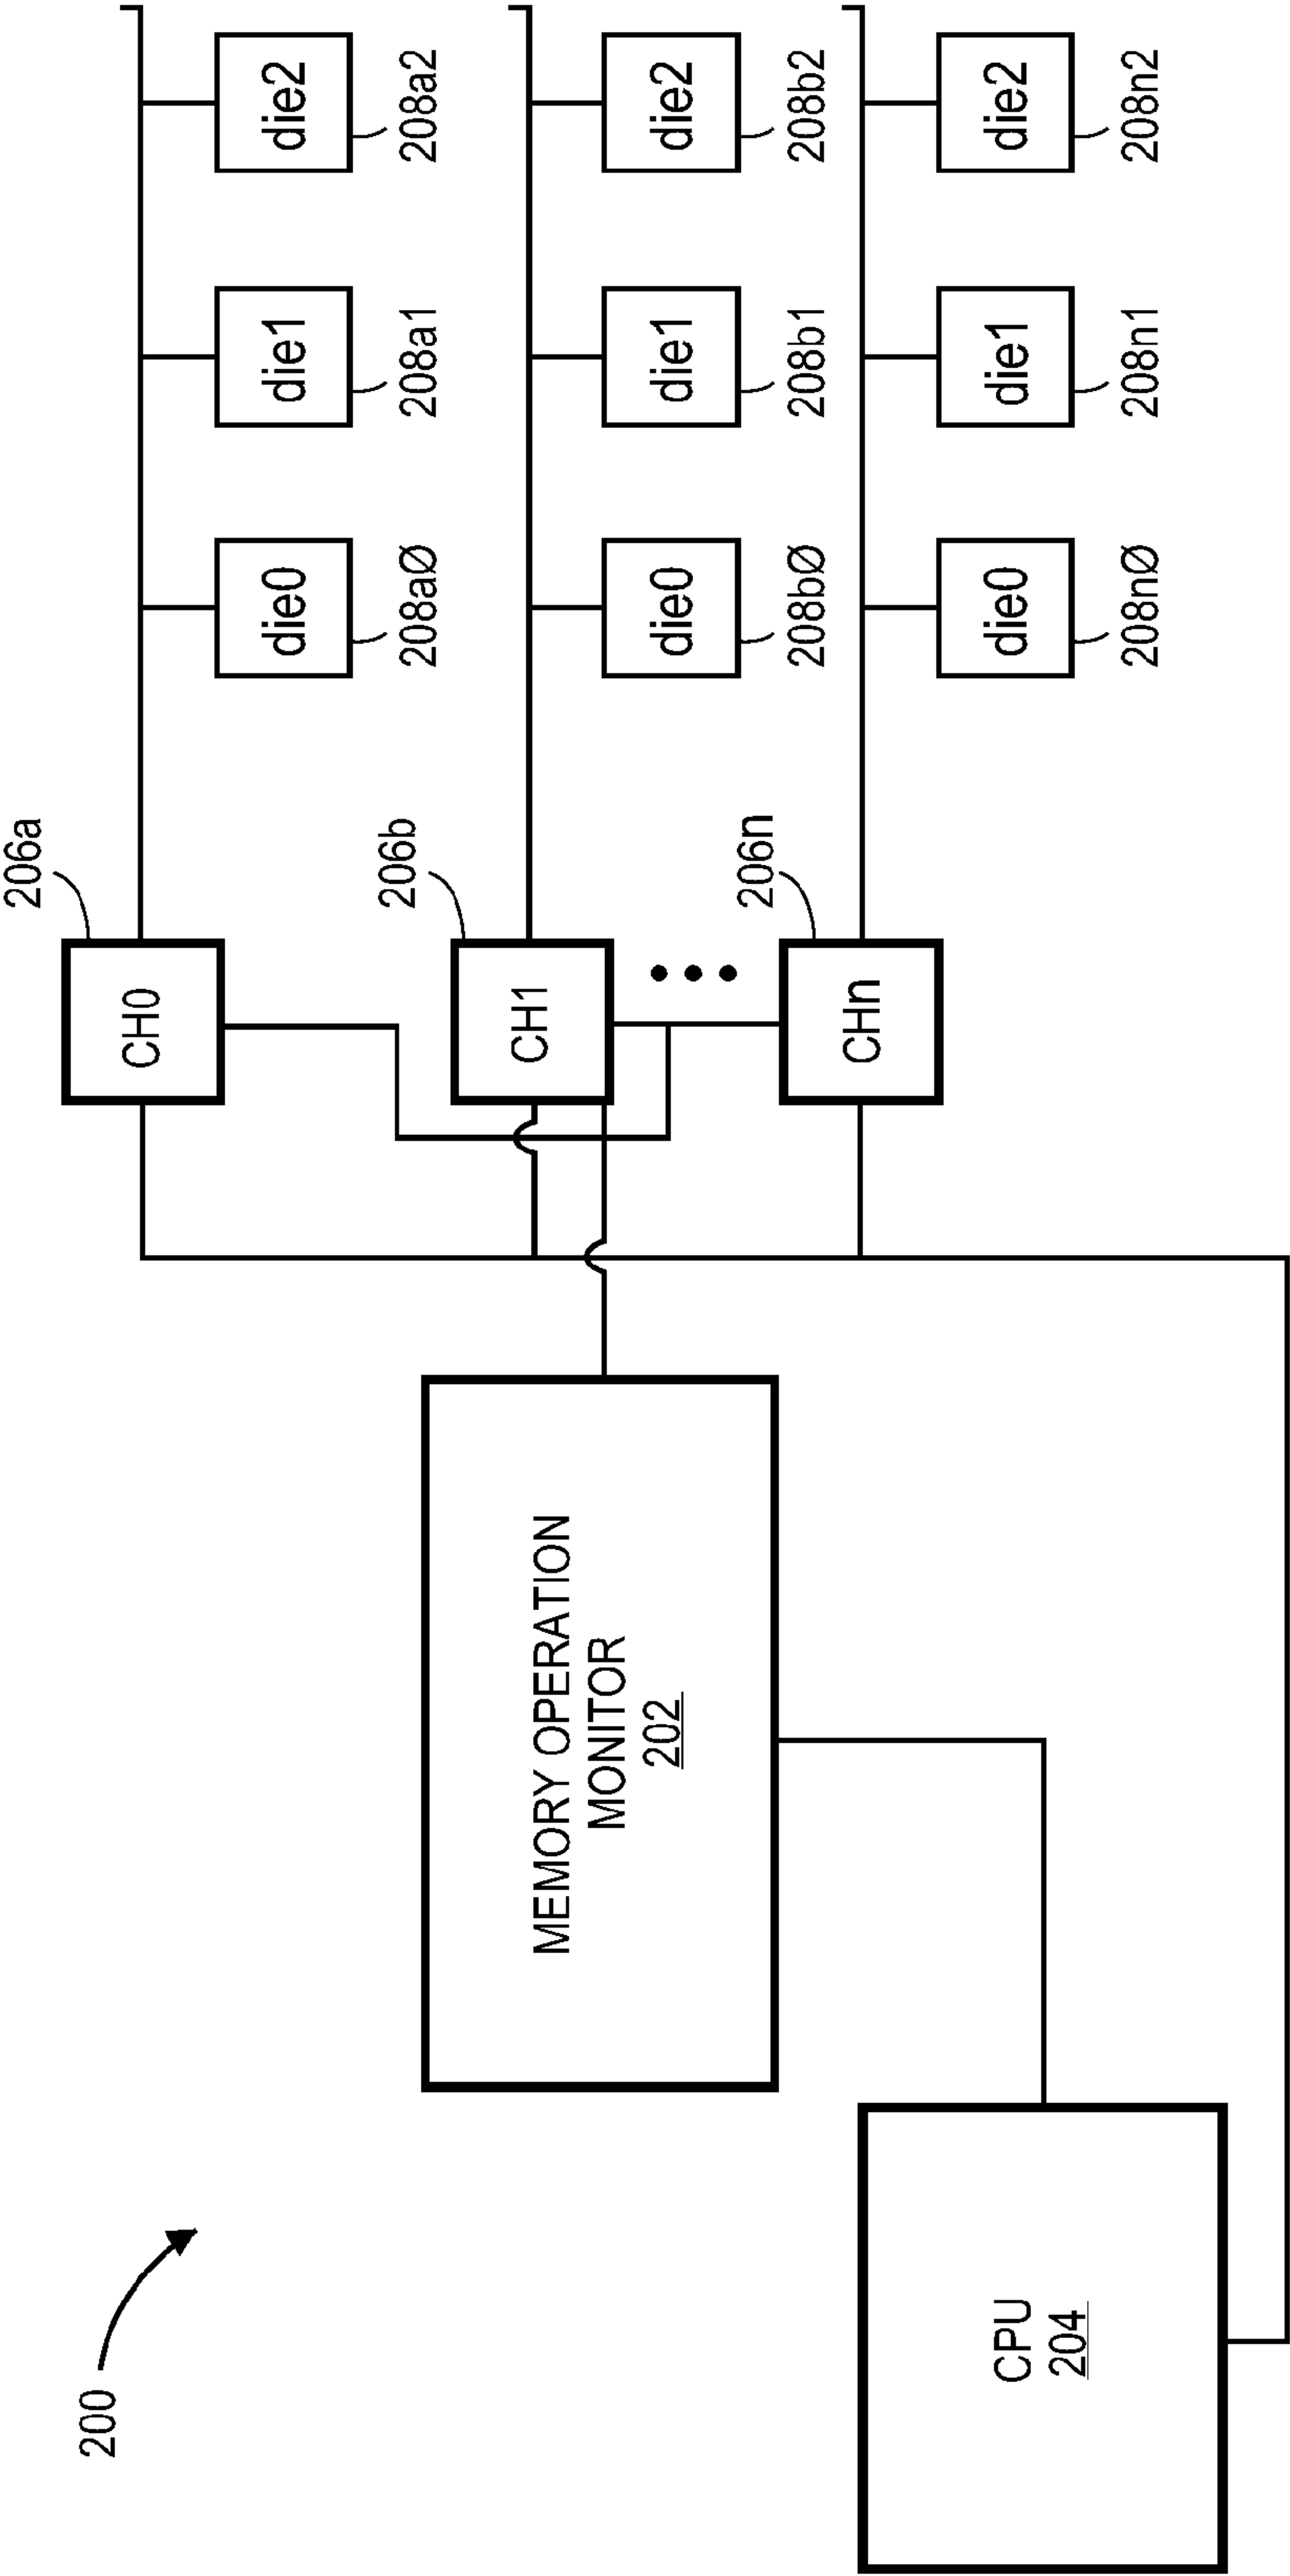 200
206a
CH0
die0
208aØ
die1
208a1
die2
208a2
206b
CH1
die0
208bØ
die1
208b1
die2
208b2
206n
CHn
die0
208nØ
die1
208n1
die2
208n2
MEMORY OPERATION
MONITOR
202
CPU
204